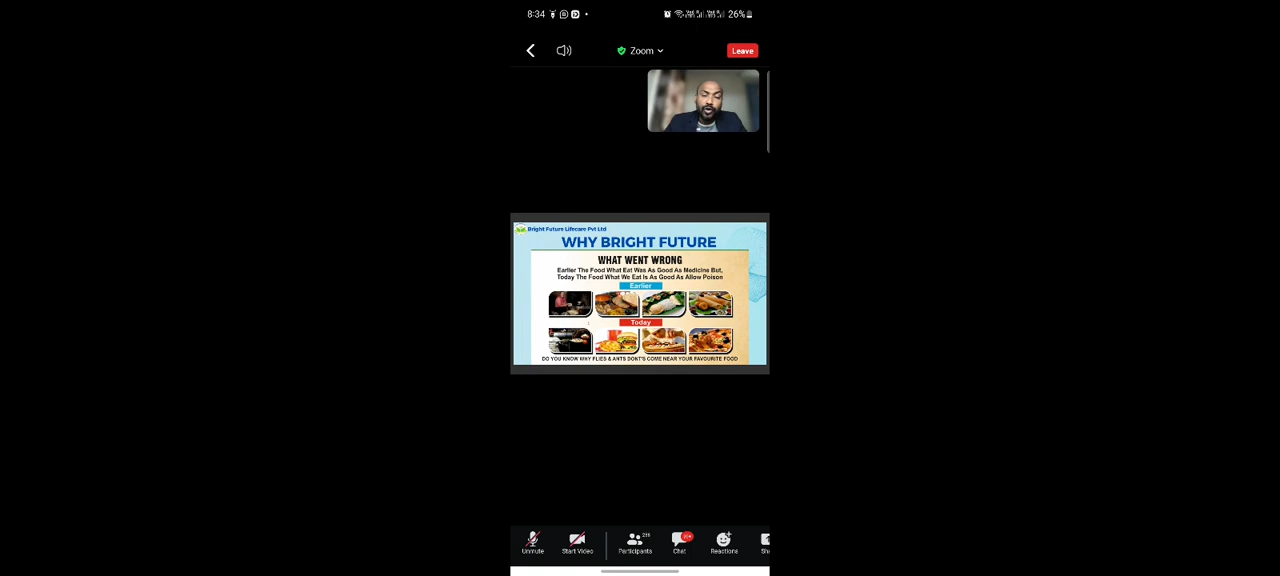 8:34
26%
Zoom
Leave
Bright Future Lifecare Pvt Ltd
WHY BRIGHT FUTURE
WHAT WENT WRONG
Earlier The Food What Eat Was As Good As Medicine But,
Today The Food What We Eat Is As Good As Allow Poison
Earlier
Today
DO YOU KNOW WHY FLIES & ANTS DONT'S COME NEAR YOUR FAVOURITE FOOD
Unmute
Start Video
Participants
Chat
Reactions